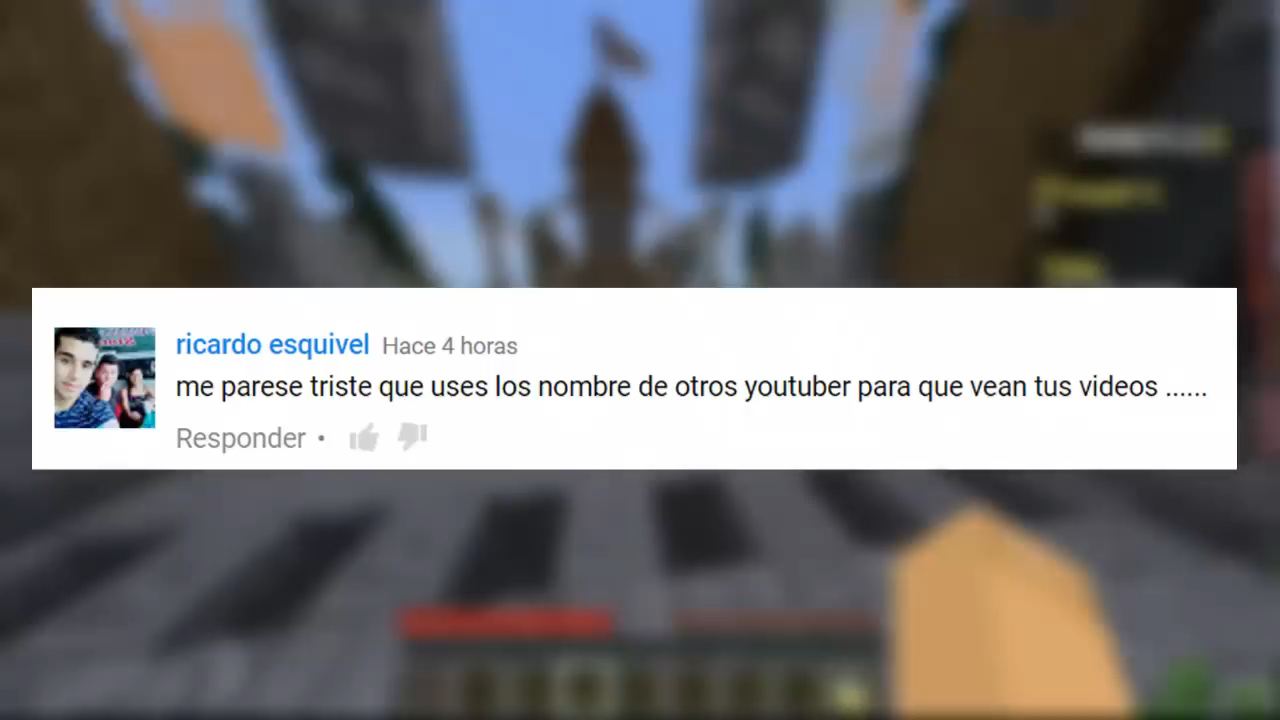 ricardo esquivel Hace 4 horas
me parese triste que uses los nombre de otros youtuber para que vean tus videos ......
Responder •